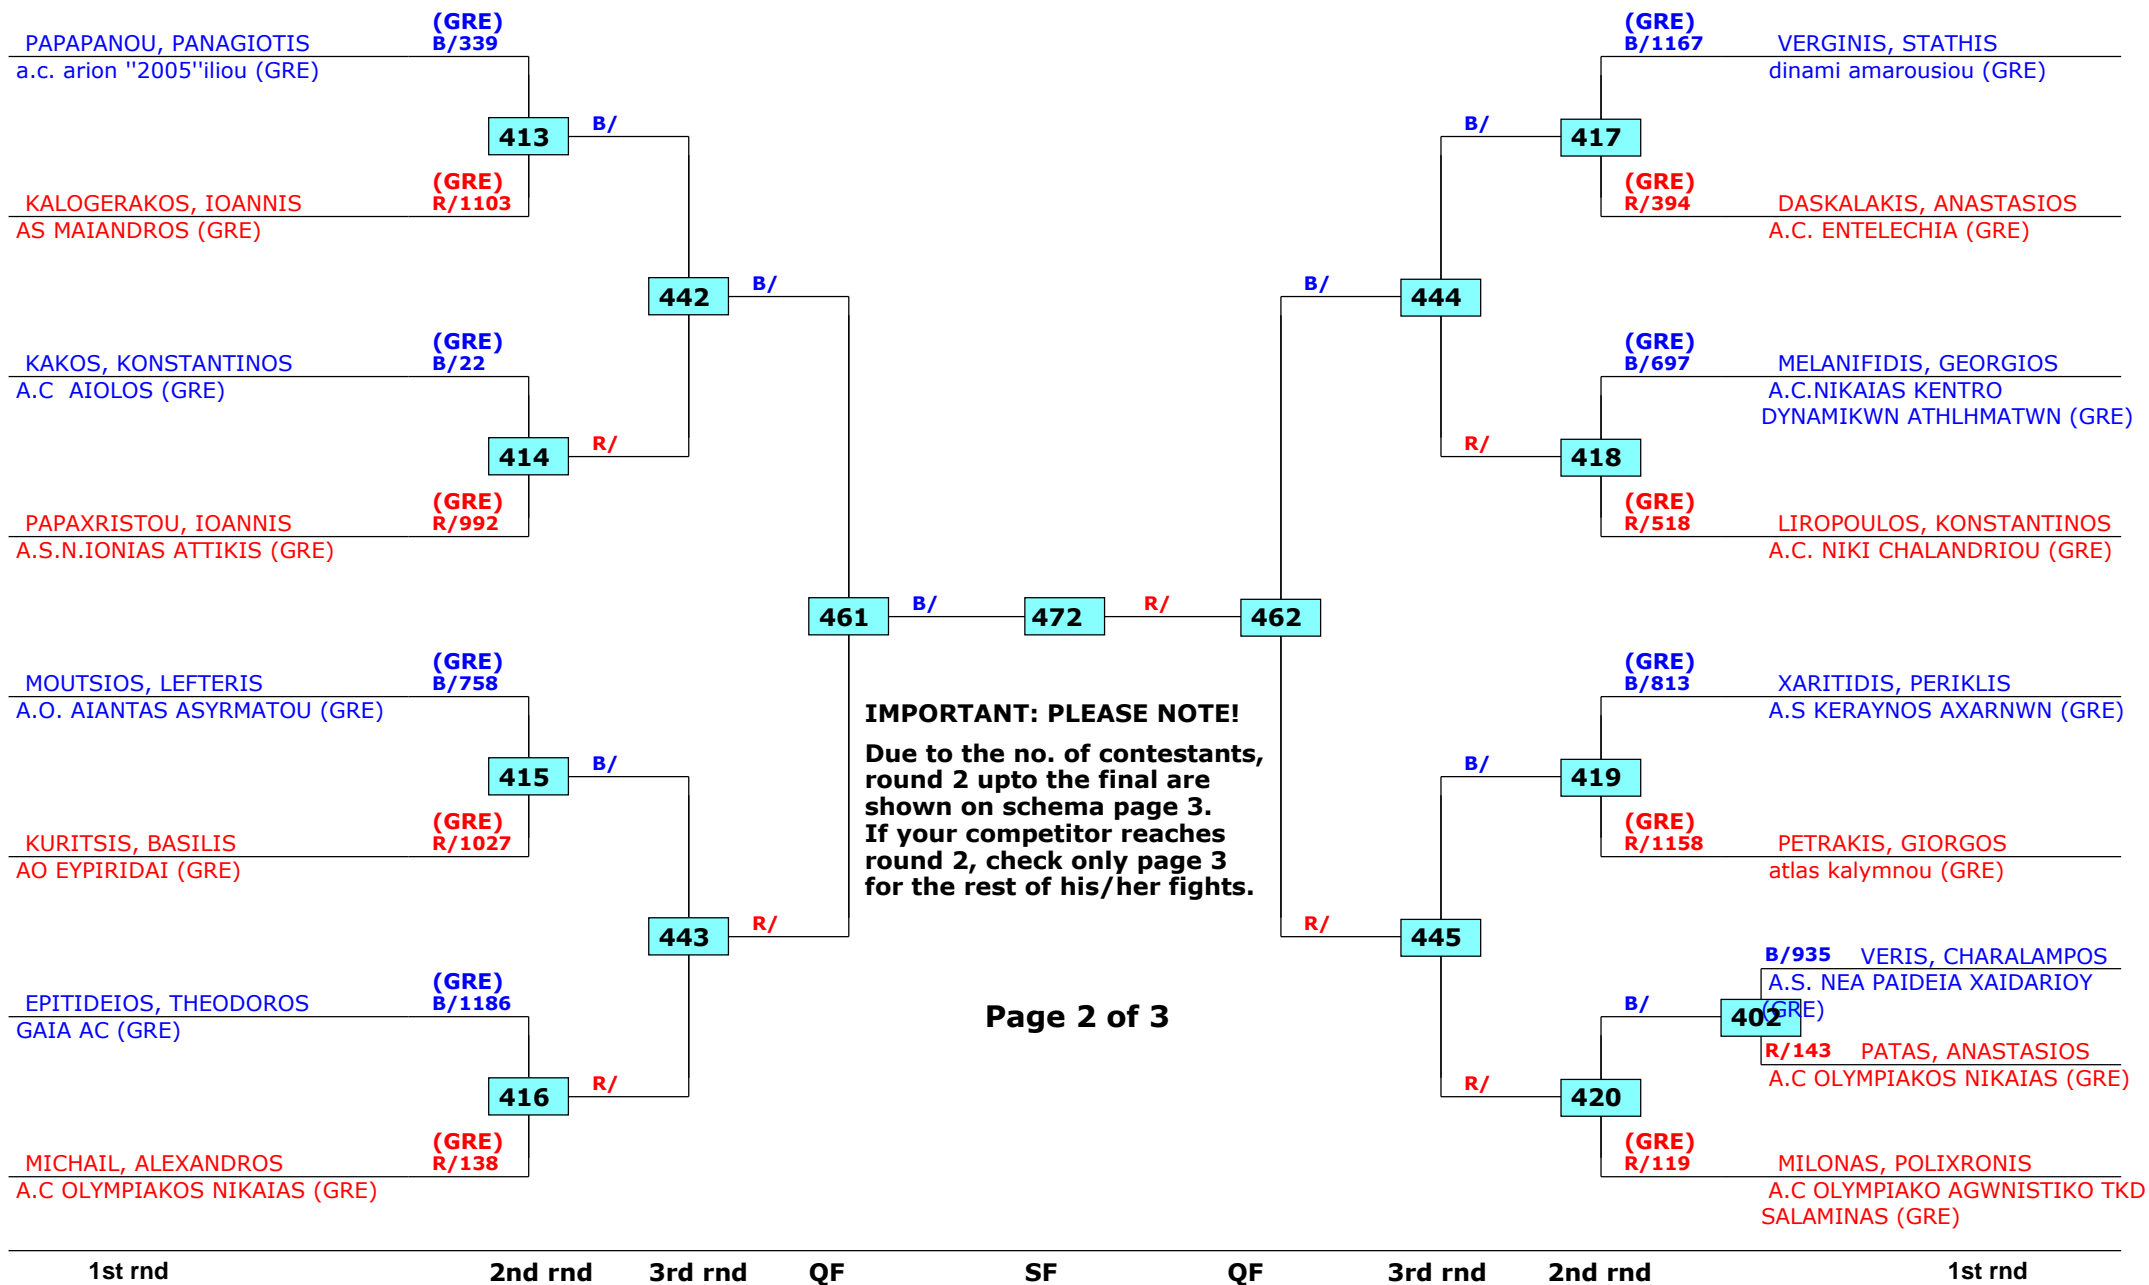 (GRE)
PAPAPANOU, PANAGIOTIS B/339
a.c. arion ''2005''iliou (GRE)
413
B/
(GRE)
KALOGERAKOS, IOANNIS R/1103
AS MAIANDROS (GRE)
442
B/
(GRE)
KAKOS, KONSTANTINOS B/22
A.C  AIOLOS (GRE)
414
R/
(GRE)
PAPAXRISTOU, IOANNIS R/992
A.S.N.IONIAS ATTIKIS (GRE)
461
B/
472
R/
462
(GRE)
MOUTSIOS, LEFTERIS B/758
A.O. AIANTAS ASYRMATOU (GRE)
415
B/
(GRE)
KURITSIS, BASILIS R/1027
AO EYPIRIDAI (GRE)
443
R/
(GRE)
EPITIDEIOS, THEODOROS B/1186
GAIA AC (GRE)
416
R/
(GRE)
MICHAIL, ALEXANDROS R/138
A.C OLYMPIAKOS NIKAIAS (GRE)
IMPORTANT: PLEASE NOTE!
Due to the no. of contestants,
round 2 upto the final are
shown on schema page 3.
If your competitor reaches
round 2, check only page 3
for the rest of his/her fights.
Page 2 of 3
(GRE)
B/1167 VERGINIS, STATHIS
dinami amarousiou (GRE)
B/
417
(GRE)
R/394 DASKALAKIS, ANASTASIOS
A.C. ENTELECHIA (GRE)
B/
444
(GRE)
B/697 MELANIFIDIS, GEORGIOS
A.C.NIKAIAS KENTRO
DYNAMIKWN ATHLHMATWN (GRE)
R/
418
(GRE)
R/518 LIROPOULOS, KONSTANTINOS
A.C. NIKI CHALANDRIOU (GRE)
(GRE)
B/813 XARITIDIS, PERIKLIS
A.S KERAYNOS AXARNWN (GRE)
B/
419
(GRE)
R/1158 PETRAKIS, GIORGOS
atlas kalymnou (GRE)
R/
445
B/935 VERIS, CHARALAMPOS
A.S. NEA PAIDEIA XAIDARIOY
(GRE)
B/
402
R/143 PATAS, ANASTASIOS
A.C OLYMPIAKOS NIKAIAS (GRE)
R/
420
(GRE)
R/119 MILONAS, POLIXRONIS
A.C OLYMPIAKO AGWNISTIKO TKD
SALAMINAS (GRE)
1st rnd 2nd rnd 3rd rnd QF SF QF 3rd rnd 2nd rnd 1st rnd